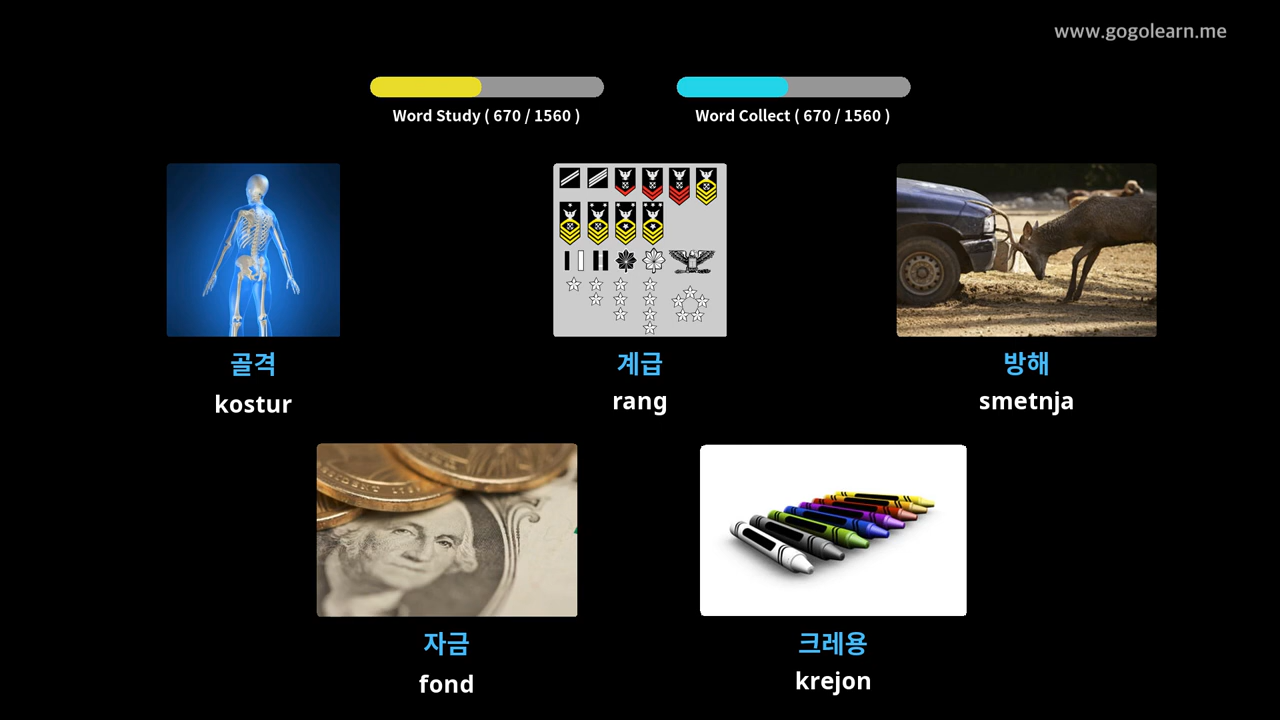 www.gogolearn.me
Word Study ( 670 / 1560 )
Word Collect ( 670 / 1560 )
골격
kostur
계급
rang
방해
smetnja
자금
fond
크레용
krejon